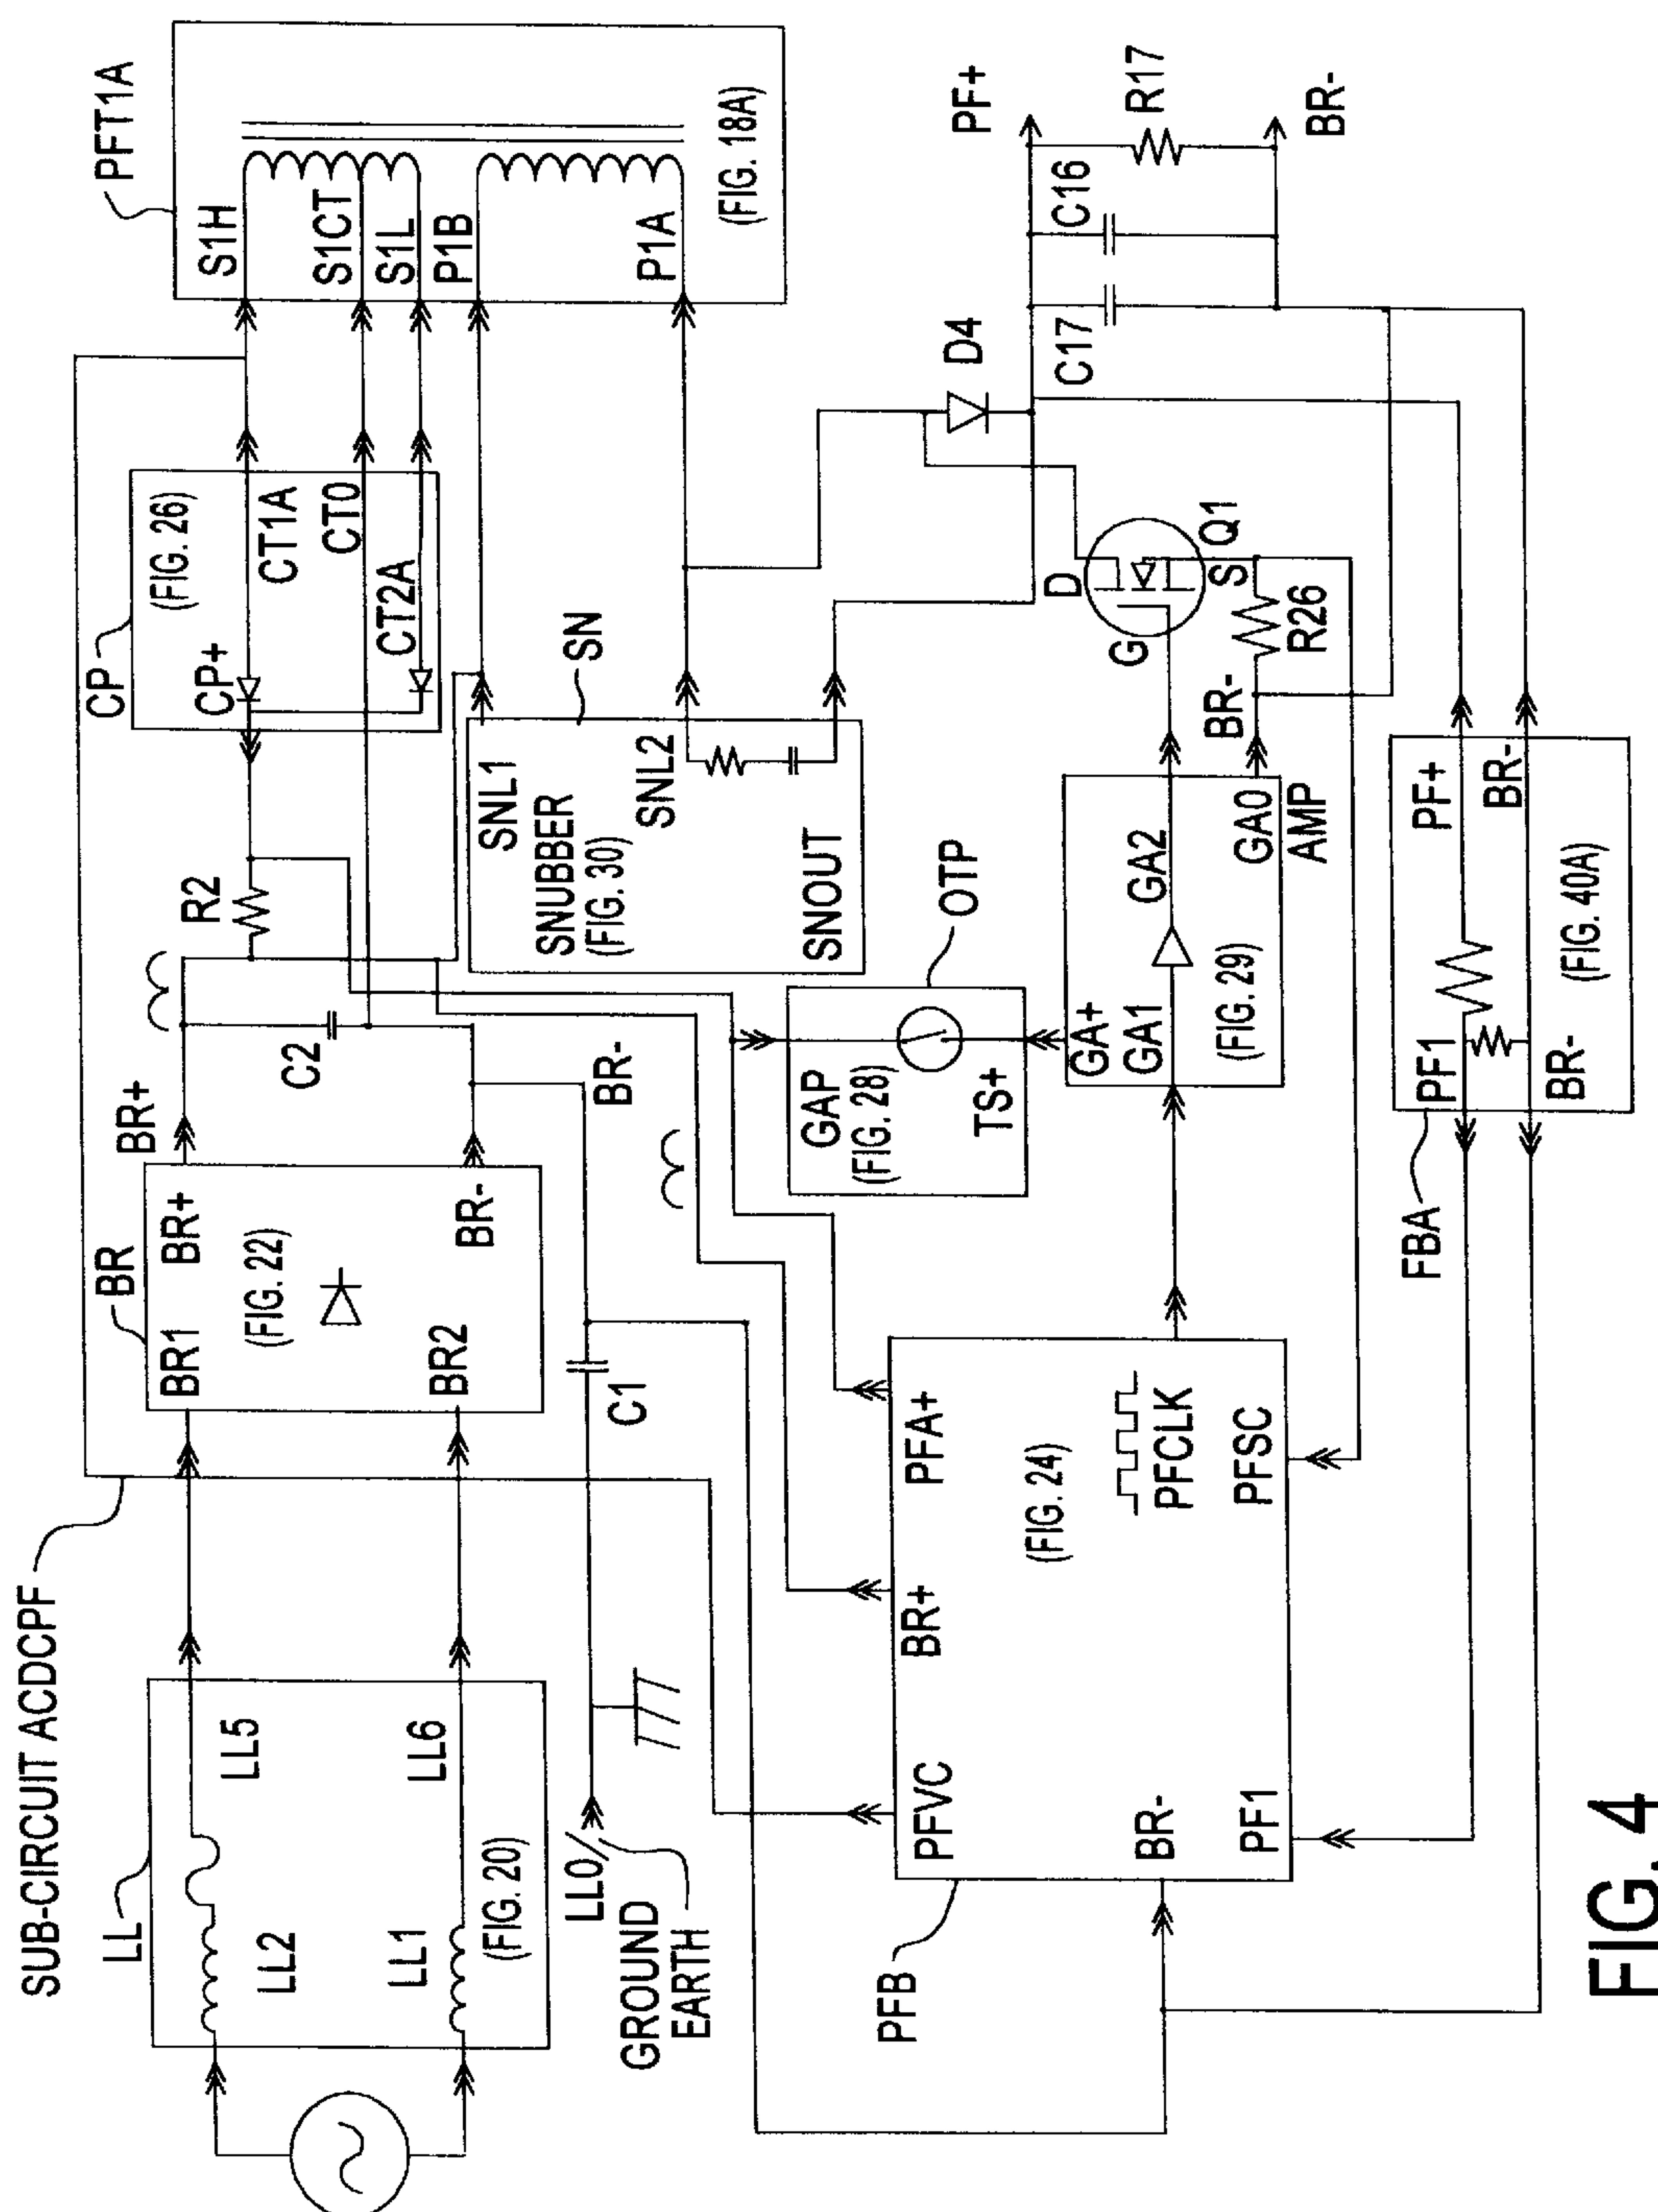 SUB-CIRCUIT ACDCPF
LL
LL5
LL2
LL6
LL1
(FIG. 20)
LL0/
GROUND
EARTH
BR
BR1
BR+
(FIG. 22)
BR2
BR-
BR+
C2
BR-
C1
R2
CP
CP+
(FIG. 26)
CT1A
CT0
CT2A
PFT1A
S1H
S1CT
S1L
P1B
P1A
(FIG. 18A)
SN
SNL1
SNUBBER
(FIG. 30)
SNL2
SNOUT
OTP
GAP
(FIG. 28)
TS+
GA+
GA1
GA2
(FIG. 29)
GA0
AMP
D4
D
G
S
Q1
BR-
R26
PF+
C17
C16
R17
BR-
PFB
PFVC
BR+
PFA+
(FIG. 24)
PFCLK
BR-
PF1
PFSC
FBA
PF1
PF+
BR-
BR-
(FIG. 40A)
FIG. 4